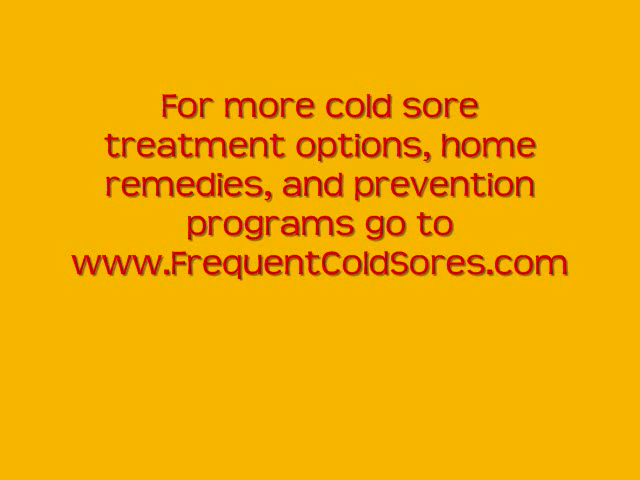 For more cold sore
treatment options, home
remedies, and prevention
programs go to
www.FrequentColdSores.com